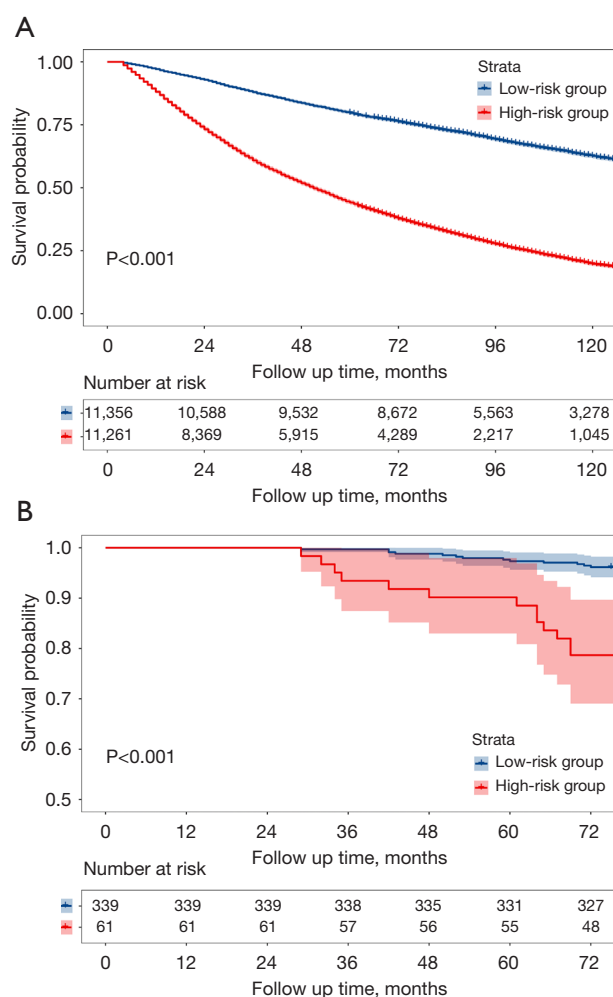 A
1.00
0.75
0.50
0.25
0.00
Survival probability
Strata
Low-risk group
High-risk group
P<0.001
0 24 48 72 96 120
Follow up time, months
Number at risk
11,356 10,588 9,532 8,672 5,563 3,278
11,261 8,369 5,915 4,289 2,217 1,045
0 24 48 72 96 120
Follow up time, months
B
1.0
0.9
0.8
0.7
0.6
0.5
Survival probability
P<0.001
Strata
Low-risk group
High-risk group
0 12 24 36 48 60 72
Follow up time, months
Number at risk
339 339 339 338 335 331 327
61 61 61 57 56 55 48
0 12 24 36 48 60 72
Follow up time, months